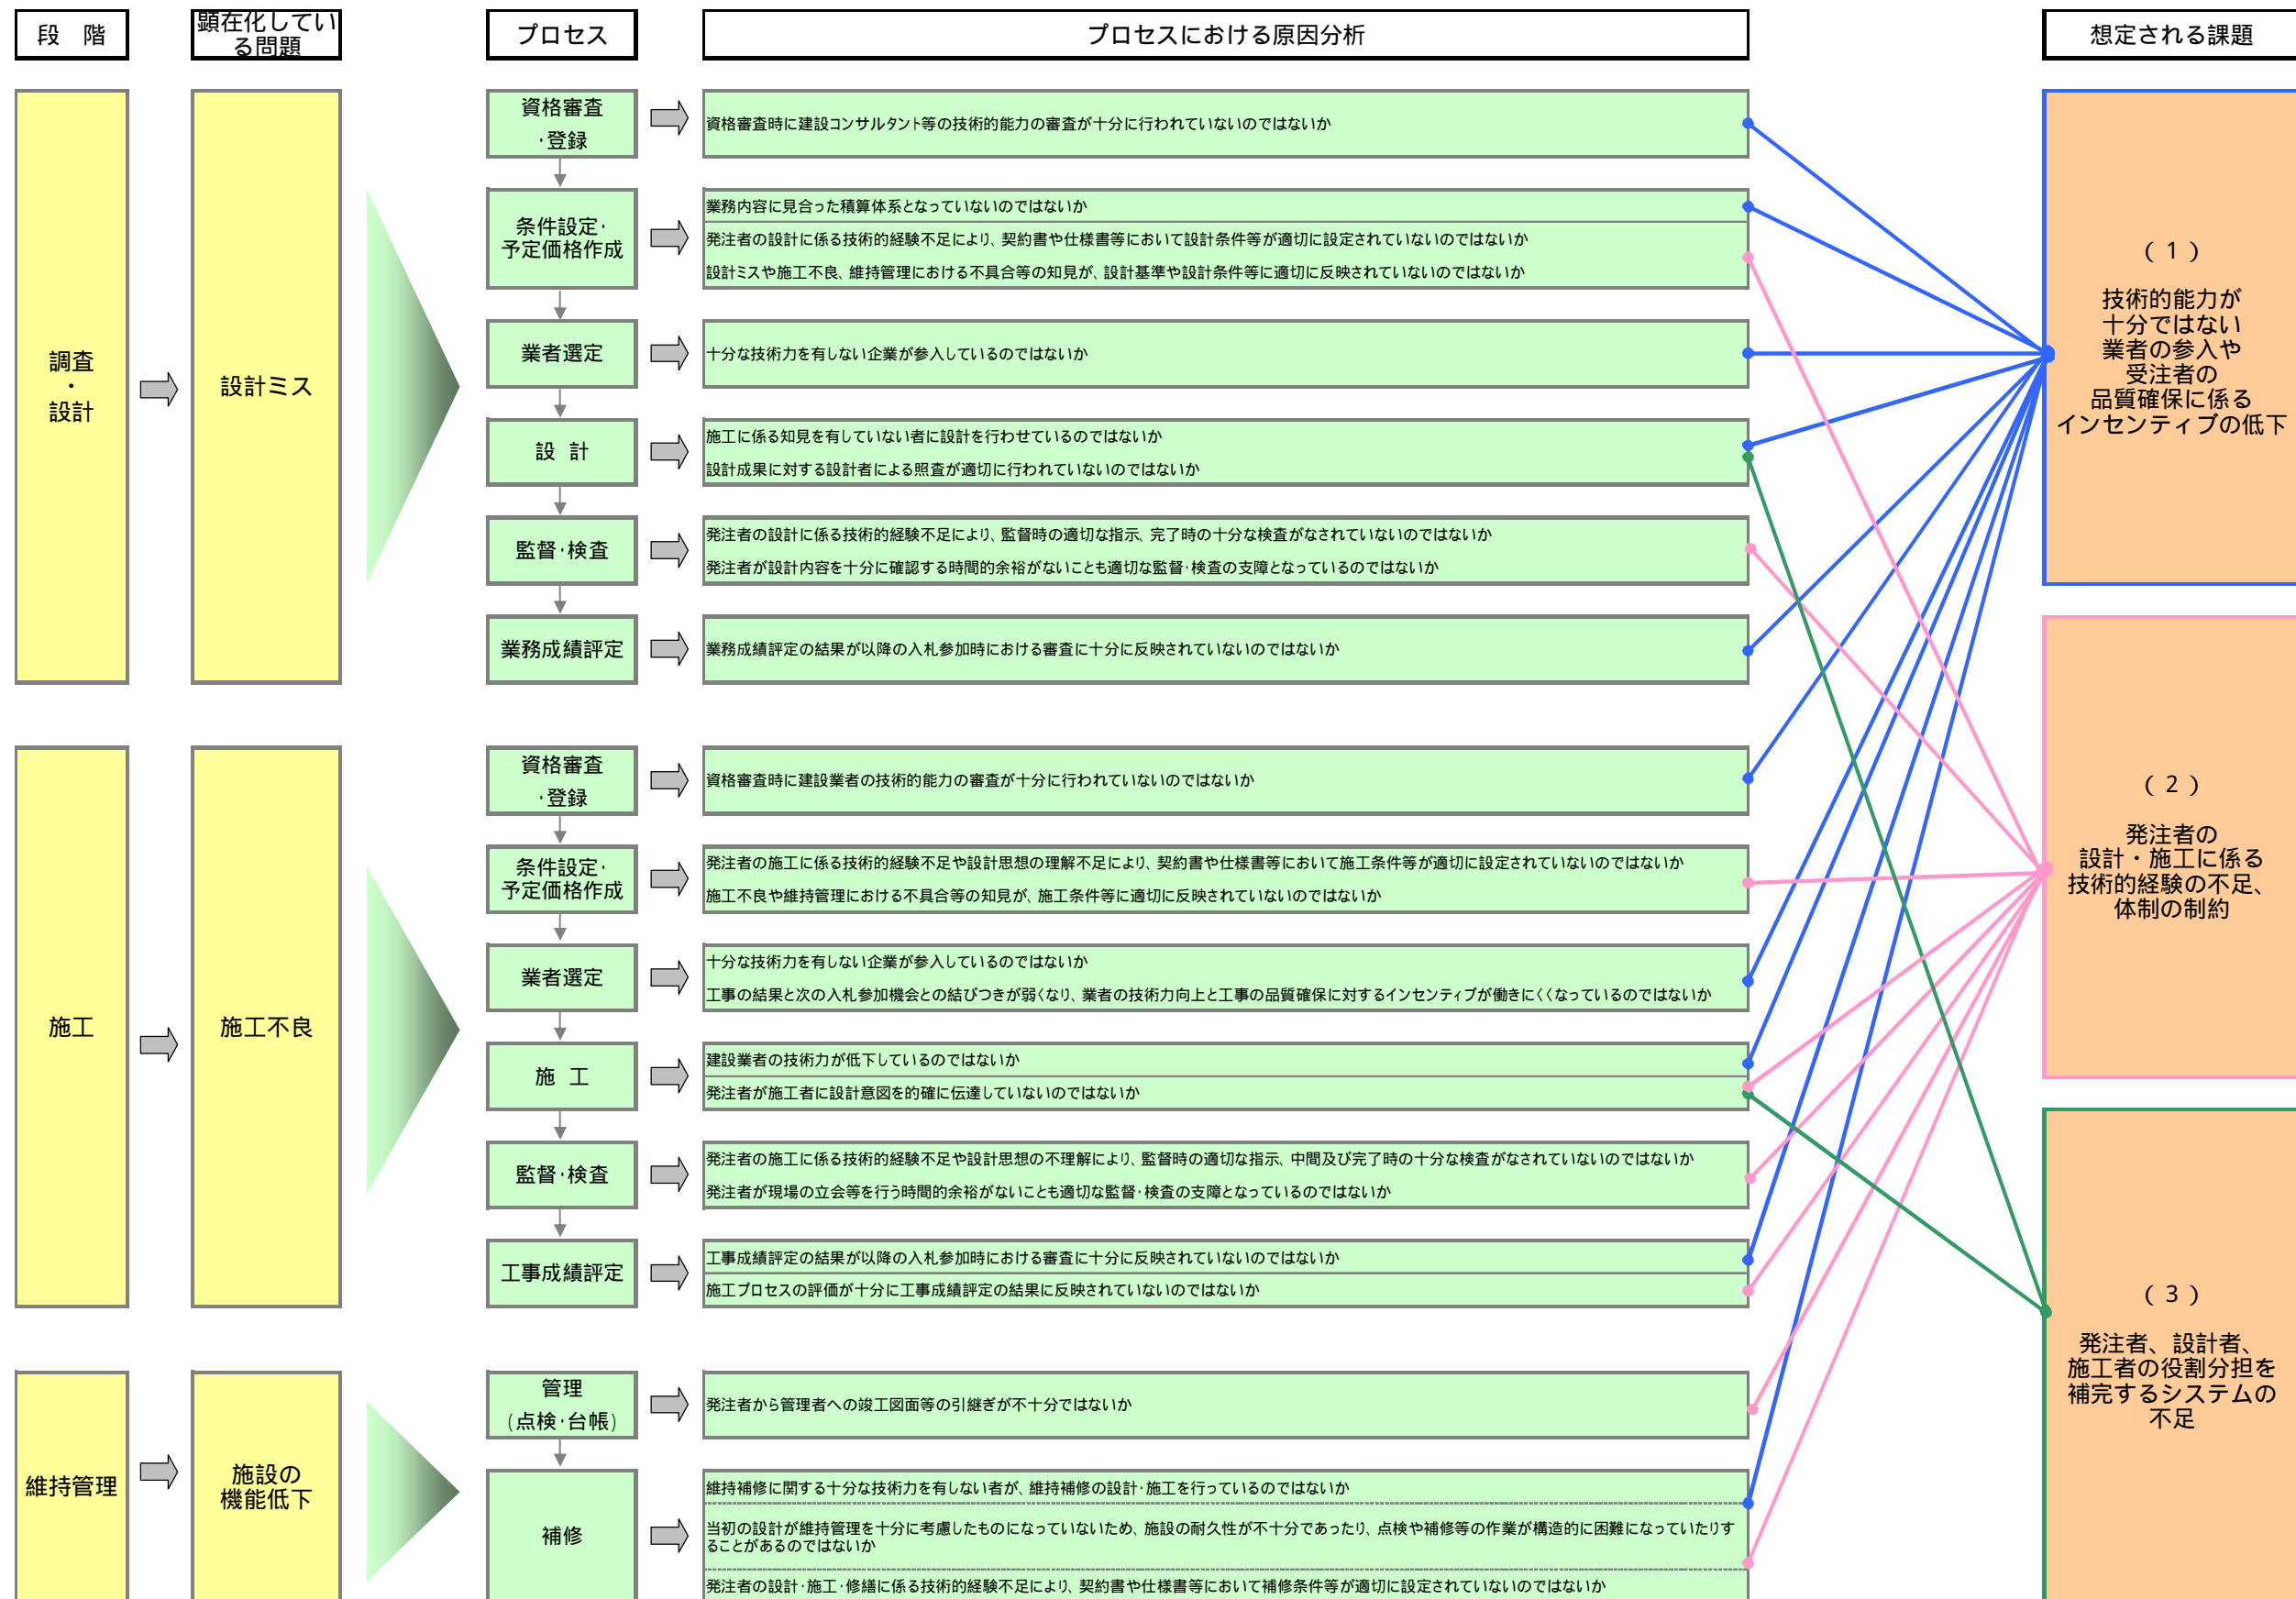 段　階
顕在化してい
る問題
プロセス
プロセスにおける原因分析
想定される課題
調査
・
設計
設計ミス
資格審査
・登録
資格審査時に建設コンサルタント等の技術的能力の審査が十分に行われていないのではないか
条件設定・
予定価格作成
業務内容に見合った積算体系となっていないのではないか
発注者の設計に係る技術的経験不足により、契約書や仕様書等において設計条件等が適切に設定されていないのではないか
設計ミスや施工不良、維持管理における不具合等の知見が、設計基準や設計条件等に適切に反映されていないのではないか
業者選定
十分な技術力を有しない企業が参入しているのではないか
設　計
施工に係る知見を有していない者に設計を行わせているのではないか
設計成果に対する設計者による照査が適切に行われていないのではないか
監督・検査
発注者の設計に係る技術的経験不足により、監督時の適切な指示、完了時の十分な検査がなされていないのではないか
発注者が設計内容を十分に確認する時間的余裕がないことも適切な監督・検査の支障となっているのではないか
業務成績評定
業務成績評定の結果が以降の入札参加時における審査に十分に反映されていないのではないか
施工
施工不良
資格審査
・登録
資格審査時に建設業者の技術的能力の審査が十分に行われていないのではないか
条件設定・
予定価格作成
発注者の施工に係る技術的経験不足や設計思想の理解不足により、契約書や仕様書等において施工条件等が適切に設定されていないのではないか
施工不良や維持管理における不具合等の知見が、施工条件等に適切に反映されていないのではないか
業者選定
十分な技術力を有しない企業が参入しているのではないか
工事の結果と次の入札参加機会との結びつきが弱くなり、業者の技術力向上と工事の品質確保に対するインセンティブが働きにくくなっているのではないか
施　工
建設業者の技術力が低下しているのではないか
発注者が施工者に設計意図を的確に伝達していないのではないか
監督・検査
発注者の施工に係る技術的経験不足や設計思想の不理解により、監督時の適切な指示、中間及び完了時の十分な検査がなされていないのではないか
発注者が現場の立会等を行う時間的余裕がないことも適切な監督・検査の支障となっているのではないか
工事成績評定
工事成績評定の結果が以降の入札参加時における審査に十分に反映されていないのではないか
施工プロセスの評価が十分に工事成績評定の結果に反映されていないのではないか
維持管理
施設の
機能低下
管理
(点検・台帳)
発注者から管理者への竣工図面等の引継ぎが不十分ではないか
補修
維持補修に関する十分な技術力を有しない者が、維持補修の設計・施工を行っているのではないか
当初の設計が維持管理を十分に考慮したものになっていないため、施設の耐久性が不十分であったり、点検や補修等の作業が構造的に困難になっていたりす
ることがあるのではないか
発注者の設計・施工・修繕に係る技術的経験不足により、契約書や仕様書等において補修条件等が適切に設定されていないのではないか
（１）
技術的能力が
十分ではない
業者の参入や
受注者の
品質確保に係る
インセンティブの低下
（２）
発注者の
設計・施工に係る
技術的経験の不足、
体制の制約
（３）
発注者、設計者、
施工者の役割分担を
補完するシステムの
不足